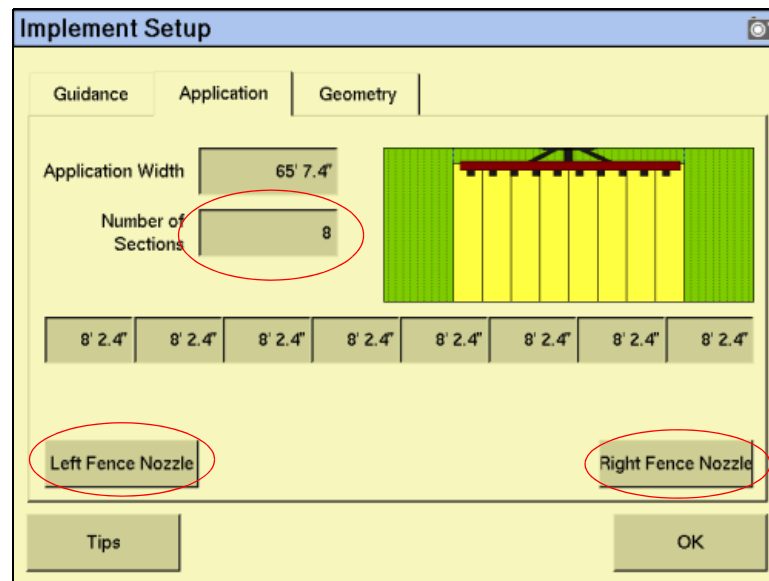 Implement Setup
Guidance Application Geometry
Application Width 65' 7.4"
Number of
Sections 8
8' 2.4" 8' 2.4" 8' 2.4" 8' 2.4" 8' 2.4" 8' 2.4" 8' 2.4" 8' 2.4"
Left Fence Nozzle Right Fence Nozzle
Tips OK